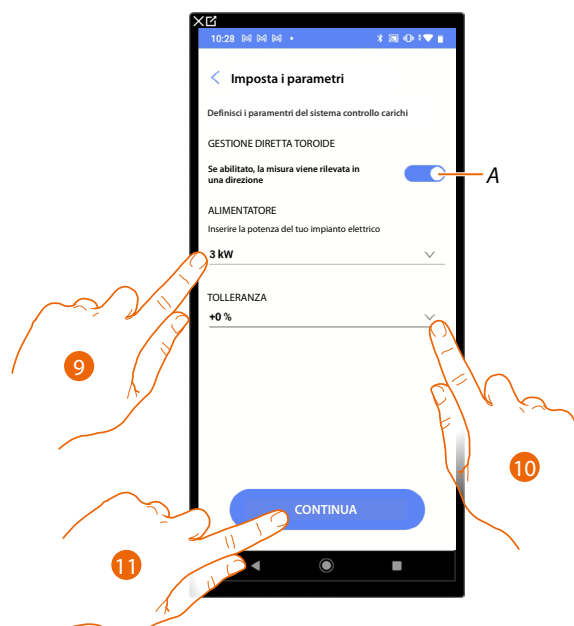 10:28
Imposta i parametri
Definisci i paramentri del sistema controllo carichi
GESTIONE DIRETTA TOROIDE
Se abilitato, la misura viene rilevata in
una direzione
A
ALIMENTATORE
Inserire la potenza del tuo impianto elettrico
3 kW
TOLLERANZA
+0 %
9
10
CONTINUA
11